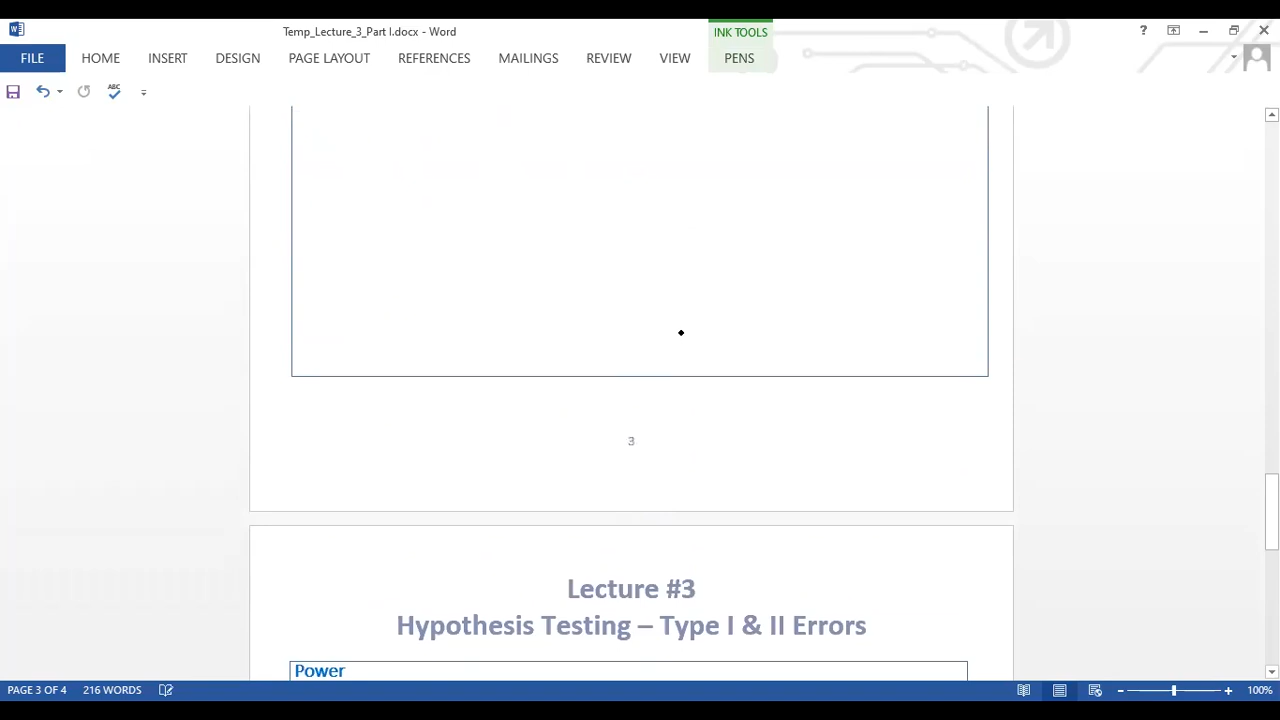 Temp_Lecture_3_Part I.docx - Word
INK TOOLS
?
FILE HOME INSERT DESIGN PAGE LAYOUT REFERENCES MAILINGS REVIEW VIEW PENS
ABC
3
Lecture #3
Hypothesis Testing – Type I & II Errors
Power
PAGE 3 OF 4 216 WORDS 100%